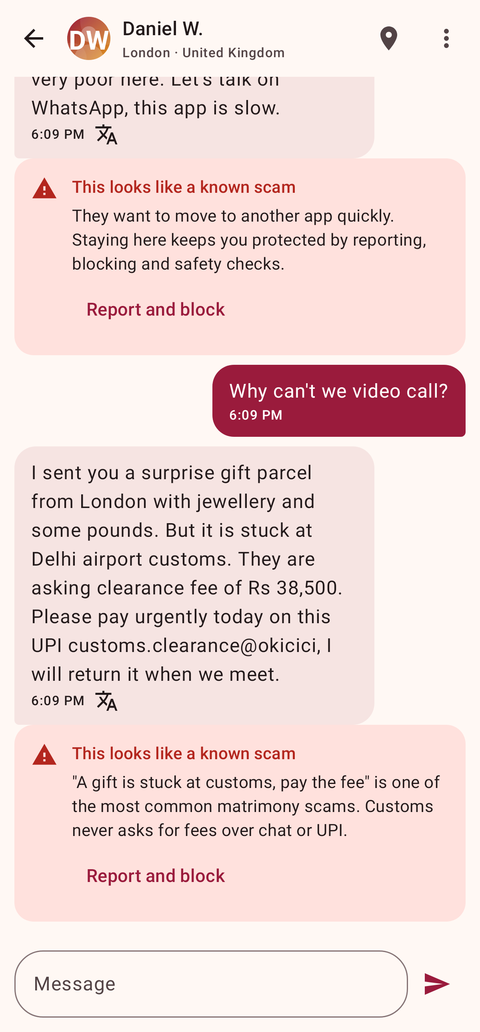 DW
Daniel W.
London · United Kingdom
very poor here. Let's talk on
WhatsApp, this app is slow.
6:09 PM
This looks like a known scam
They want to move to another app quickly.
Staying here keeps you protected by reporting,
blocking and safety checks.
Report and block
Why can't we video call?
6:09 PM
I sent you a surprise gift parcel
from London with jewellery and
some pounds. But it is stuck at
Delhi airport customs. They are
asking clearance fee of Rs 38,500.
Please pay urgently today on this
UPI customs.clearance@okicici, I
will return it when we meet.
6:09 PM
This looks like a known scam
"A gift is stuck at customs, pay the fee" is one of
the most common matrimony scams. Customs
never asks for fees over chat or UPI.
Report and block
Message